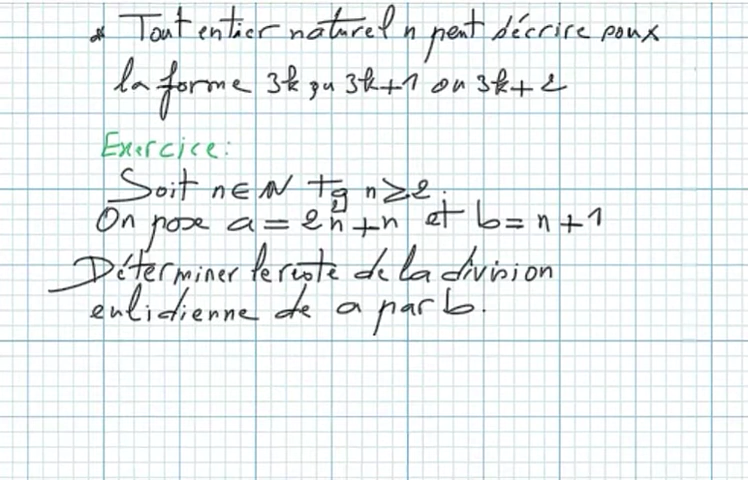 * Tout entier naturel n peut s'écrire sous
la forme 3k ou 3k+1 ou 3k+2
Exercice:
Soit n ∈ ℕ tq n ≥ 2.
On pose a = 2n²+n et b = n+1
Déterminer le reste de la division
euclidienne de a par b.